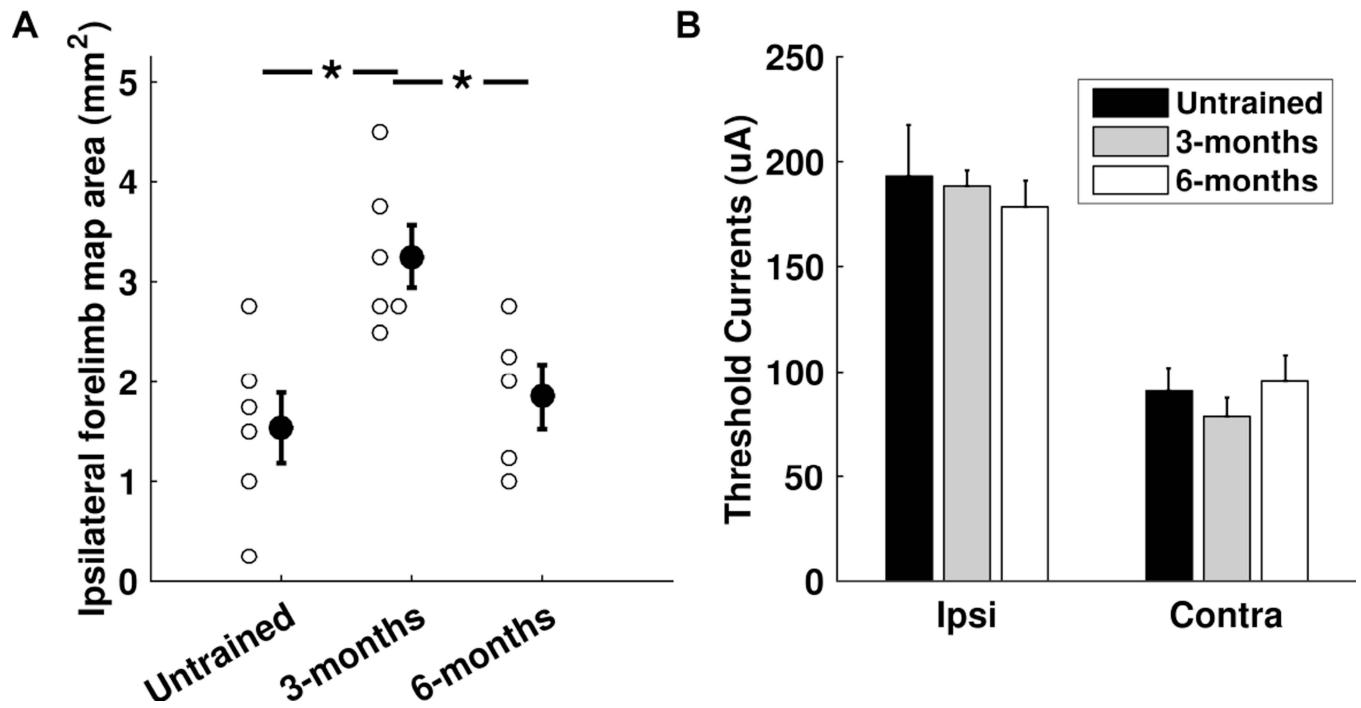 A
Ipsilateral forelimb map area (mm²)
5
4
3
2
1
0
* *
Untrained
3-months
6-months
B
Threshold Currents (uA)
250
200
150
100
50
0
Untrained
3-months
6-months
Ipsi
Contra